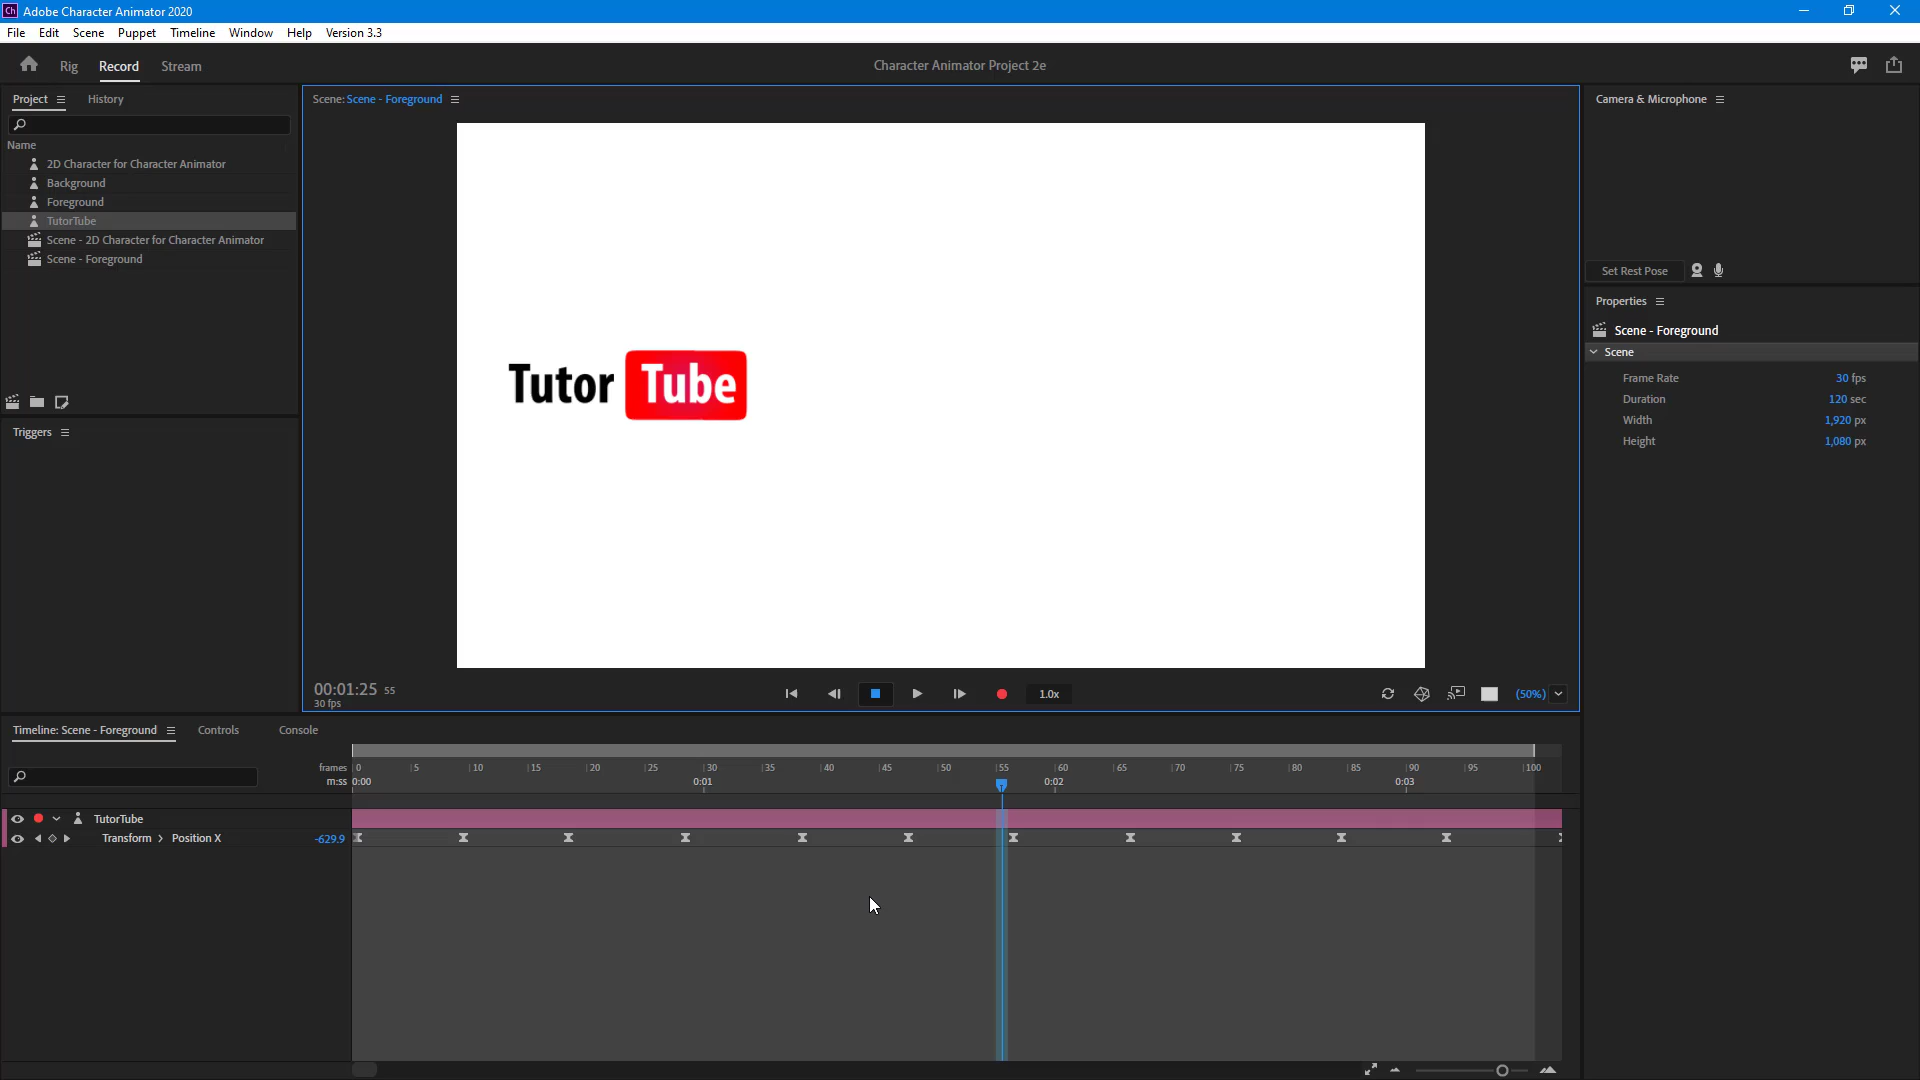 Ch Adobe Character Animator 2020
File Edit Scene Puppet Timeline Window Help Version 3.3
Rig Record Stream
Character Animator Project 2e
Project History
Name
2D Character for Character Animator
Background
Foreground
TutorTube
Scene - 2D Character for Character Animator
Scene - Foreground
Triggers
Scene: Scene - Foreground
Tutor Tube
00:01:25 55
30 fps
1.0x
(50%)
Camera & Microphone
Set Rest Pose
Properties
Scene - Foreground
Scene
Frame Rate 30 fps
Duration 120 sec
Width 1,920 px
Height 1,080 px
Timeline: Scene - Foreground Controls Console
frames 0 5 10 15 20 25 30 35 40 45 50 55 60 65 70 75 80 85 90 95 100
m:ss 0:00 0:01 0:02 0:03
TutorTube
Transform > Position X -629.9